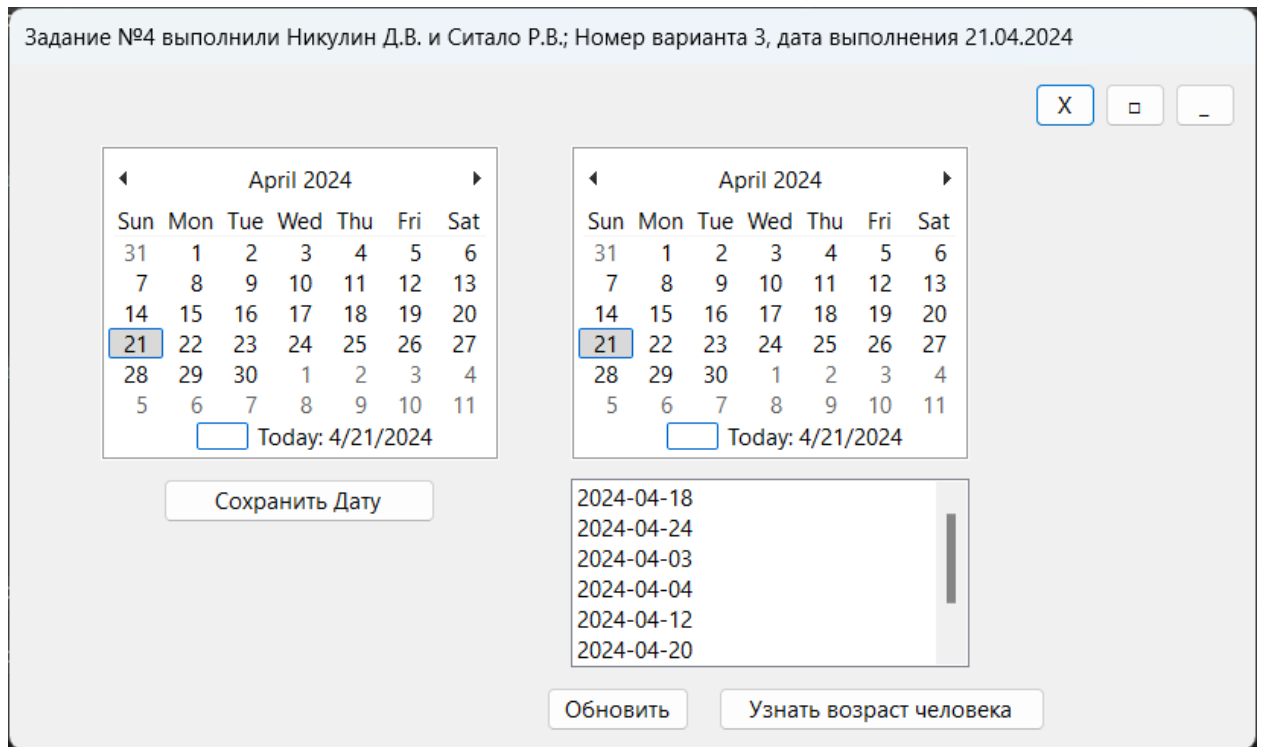 Задание №4 выполнили Никулин Д.В. и Ситало Р.В.; Номер варианта 3, дата выполнения 21.04.2024
X □ _
April 2024
Sun Mon Tue Wed Thu Fri Sat
31 1 2 3 4 5 6
7 8 9 10 11 12 13
14 15 16 17 18 19 20
21 22 23 24 25 26 27
28 29 30 1 2 3 4
5 6 7 8 9 10 11
Today: 4/21/2024
Сохранить Дату
April 2024
Sun Mon Tue Wed Thu Fri Sat
31 1 2 3 4 5 6
7 8 9 10 11 12 13
14 15 16 17 18 19 20
21 22 23 24 25 26 27
28 29 30 1 2 3 4
5 6 7 8 9 10 11
Today: 4/21/2024
2024-04-18
2024-04-24
2024-04-03
2024-04-04
2024-04-12
2024-04-20
Обновить
Узнать возраст человека